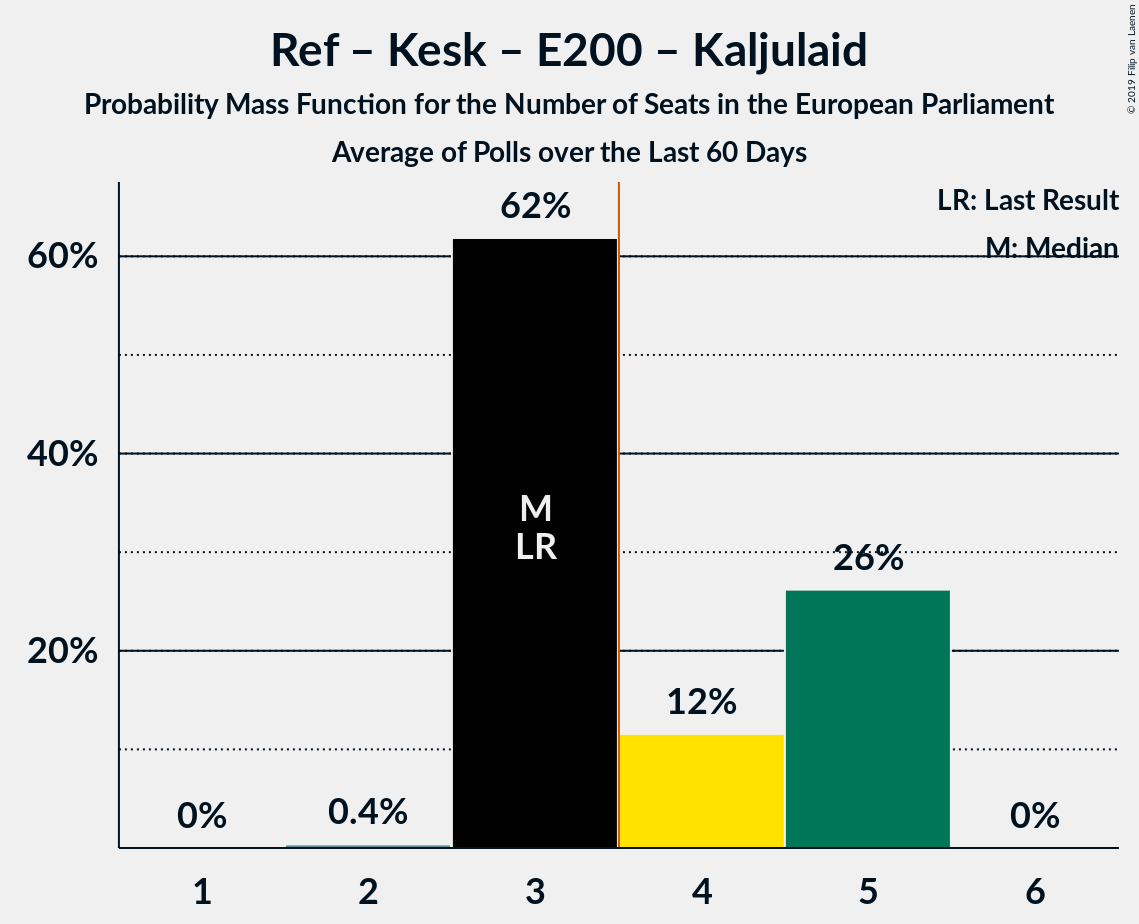 Ref – Kesk – E200 – Kaljulaid
Probability Mass Function for the Number of Seats in the European Parliament
Average of Polls over the Last 60 Days
© 2019 Filip van Laenen
LR: Last Result
M: Median
60%
40%
20%
0%
0.4%
62%
M
LR
12%
26%
0%
1 2 3 4 5 6